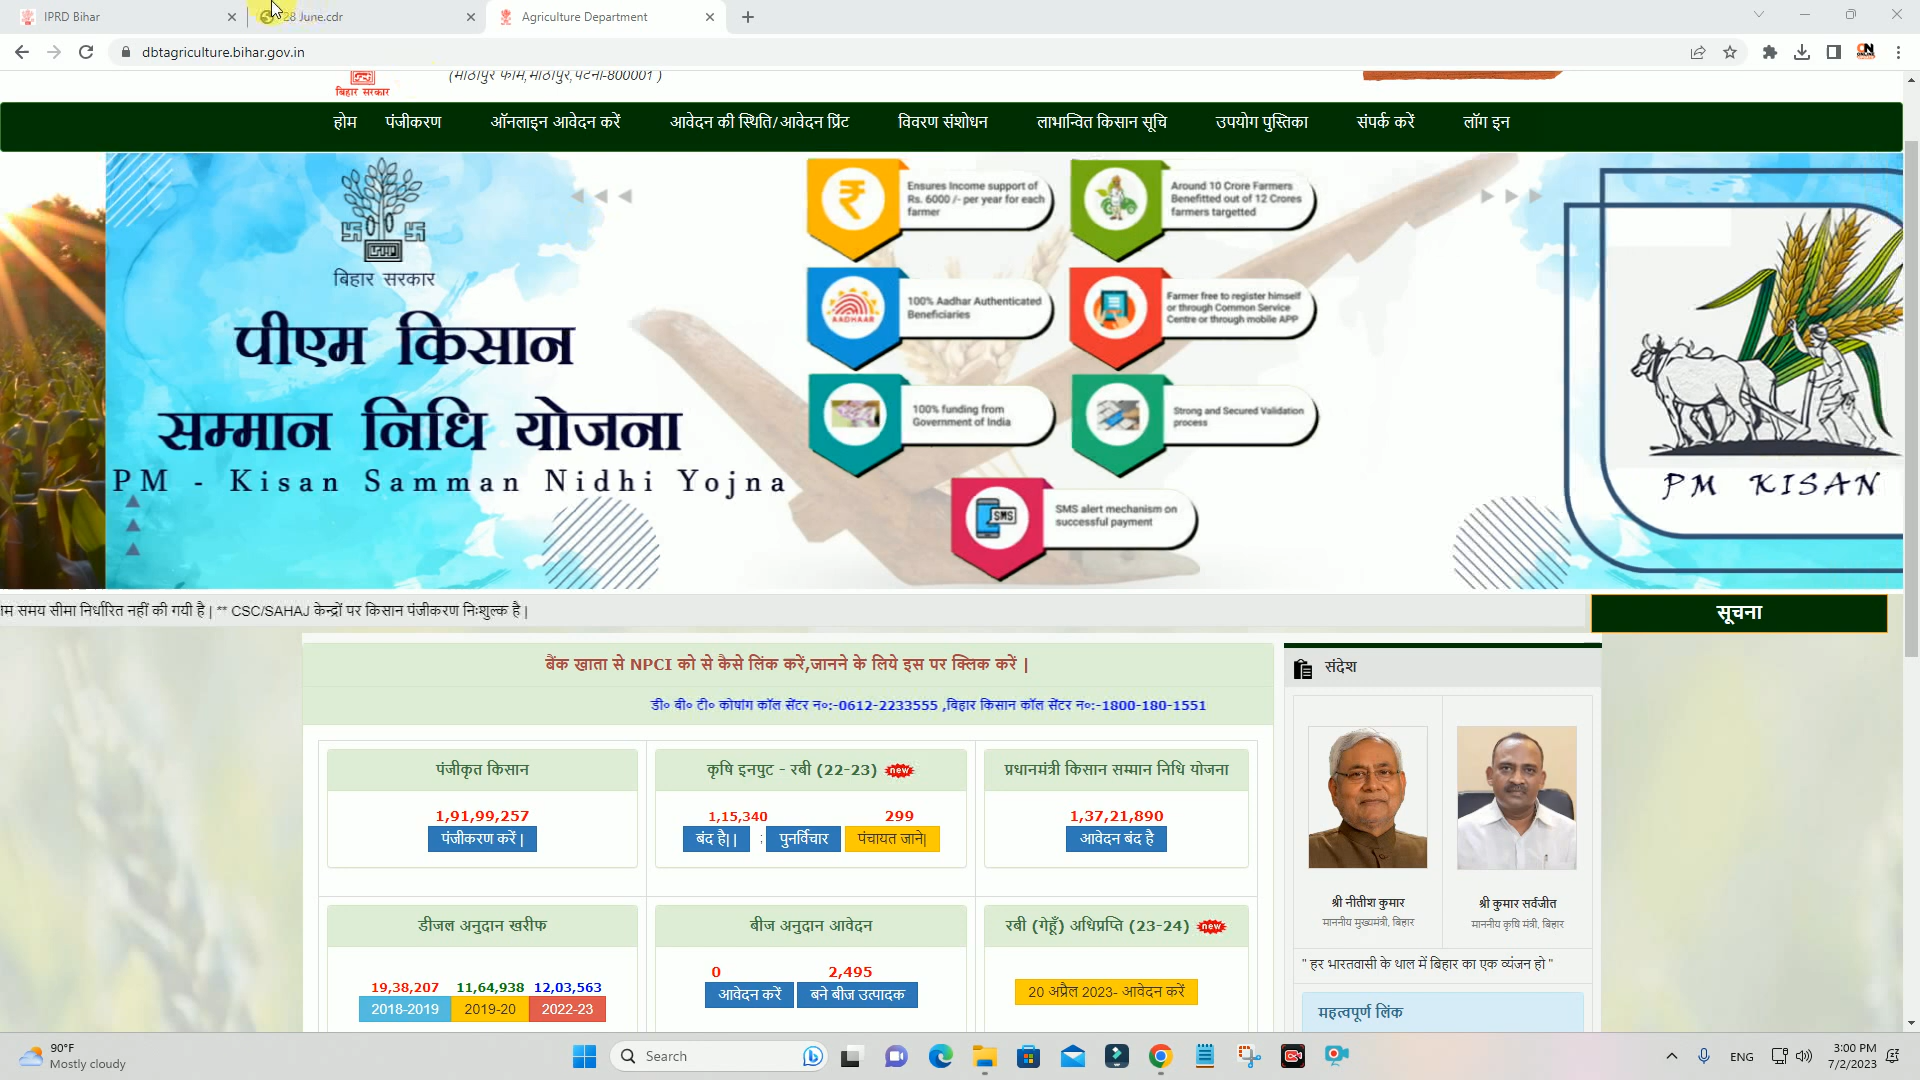 IPRD Bihar
28 June.cdr
Agriculture Department
dbtagriculture.bihar.gov.in
बिहार सरकार
(मीठापुर फार्म,मीठापुर,पटना-800001 )
होम पंजीकरण ऑनलाइन आवेदन करें आवेदन की स्थिति/आवेदन प्रिंट विवरण संशोधन लाभान्वित किसान सूचि उपयोग पुस्तिका संपर्क करें लॉग इन
बिहार सरकार
पीएम किसान
सम्मान निधि योजना
PM - Kisan Samman Nidhi Yojna
Ensures Income support of
Rs. 6000 /- per year for each
farmer
Around 10 Crore Farmers
Benefitted out of 12 Crores
farmers targetted
AADHAAR
100% Aadhar Authenticated
Beneficiaries
Farmer free to register himself
or through Common Service
Centre or through mobile APP
100% funding from
Government of India
Strong and Secured Validation
process
SMS
SMS alert mechanism on
successful payment
PM KISAN
समय सीमा निर्धारित नहीं की गयी है | ** CSC/SAHAJ केन्द्रों पर किसान पंजीकरण निःशुल्क है |
सूचना
बैंक खाता से NPCI को से कैसे लिंक करें,जानने के लिये इस पर क्लिक करें |
डी० बी० टी० कोषांग कॉल सेंटर न०:-0612-2233555 ,बिहार किसान कॉल सेंटर न०:-1800-180-1551
पंजीकृत किसान
1,91,99,257
पंजीकरण करें |
कृषि इनपुट - रबी (22-23) new
1,15,340 299
बंद है| | ; पुनर्विचार पंचायत जाने|
प्रधानमंत्री किसान सम्मान निधि योजना
1,37,21,890
आवेदन बंद है
डीजल अनुदान खरीफ
19,38,207 11,64,938 12,03,563
2018-2019 2019-20 2022-23
बीज अनुदान आवेदन
0 2,495
आवेदन करें बने बीज उत्पादक
रबी (गेहूँ) अधिप्राप्ति (23-24) new
20 अप्रैल 2023- आवेदन करें
संदेश
श्री नीतीश कुमार
माननीय मुख्यमंत्री, बिहार
श्री कुमार सर्वजीत
माननीय कृषि मंत्री, बिहार
" हर भारतवासी के थाल में बिहार का एक व्यंजन हो "
महत्वपूर्ण लिंक
90°F
Mostly cloudy
Search
ENG
3:00 PM
7/2/2023